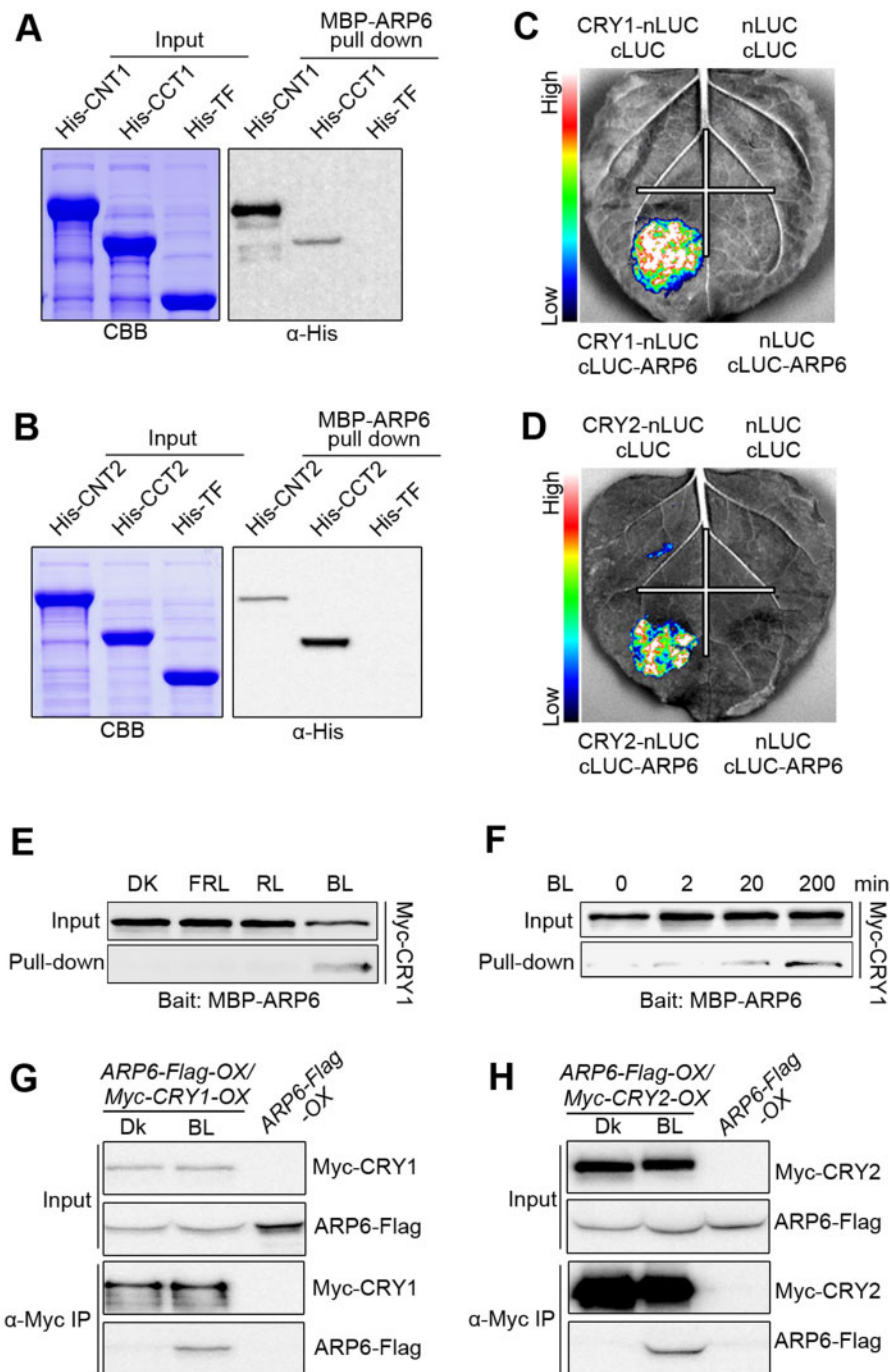 A
Input
MBP-ARP6
pull down
His-CNT1
His-CCT1
His-TF
His-CNT1
His-CCT1
His-TF
CBB
α-His
B
Input
MBP-ARP6
pull down
His-CNT2
His-CCT2
His-TF
His-CNT2
His-CCT2
His-TF
CBB
α-His
C
CRY1-nLUC
cLUC
nLUC
cLUC
High
Low
CRY1-nLUC
cLUC-ARP6
nLUC
cLUC-ARP6
D
CRY2-nLUC
cLUC
nLUC
cLUC
High
Low
CRY2-nLUC
cLUC-ARP6
nLUC
cLUC-ARP6
E
DK FRL RL BL
Input
Pull-down
Myc-CRY1
Bait: MBP-ARP6
F
BL 0 2 20 200 min
Input
Pull-down
Myc-CRY1
Bait: MBP-ARP6
G
ARP6-Flag-OX/
Myc-CRY1-OX
ARP6-Flag
-OX
Dk BL
Input
Myc-CRY1
ARP6-Flag
α-Myc IP
Myc-CRY1
ARP6-Flag
H
ARP6-Flag-OX/
Myc-CRY2-OX
ARP6-Flag
-OX
Dk BL
Input
Myc-CRY2
ARP6-Flag
α-Myc IP
Myc-CRY2
ARP6-Flag